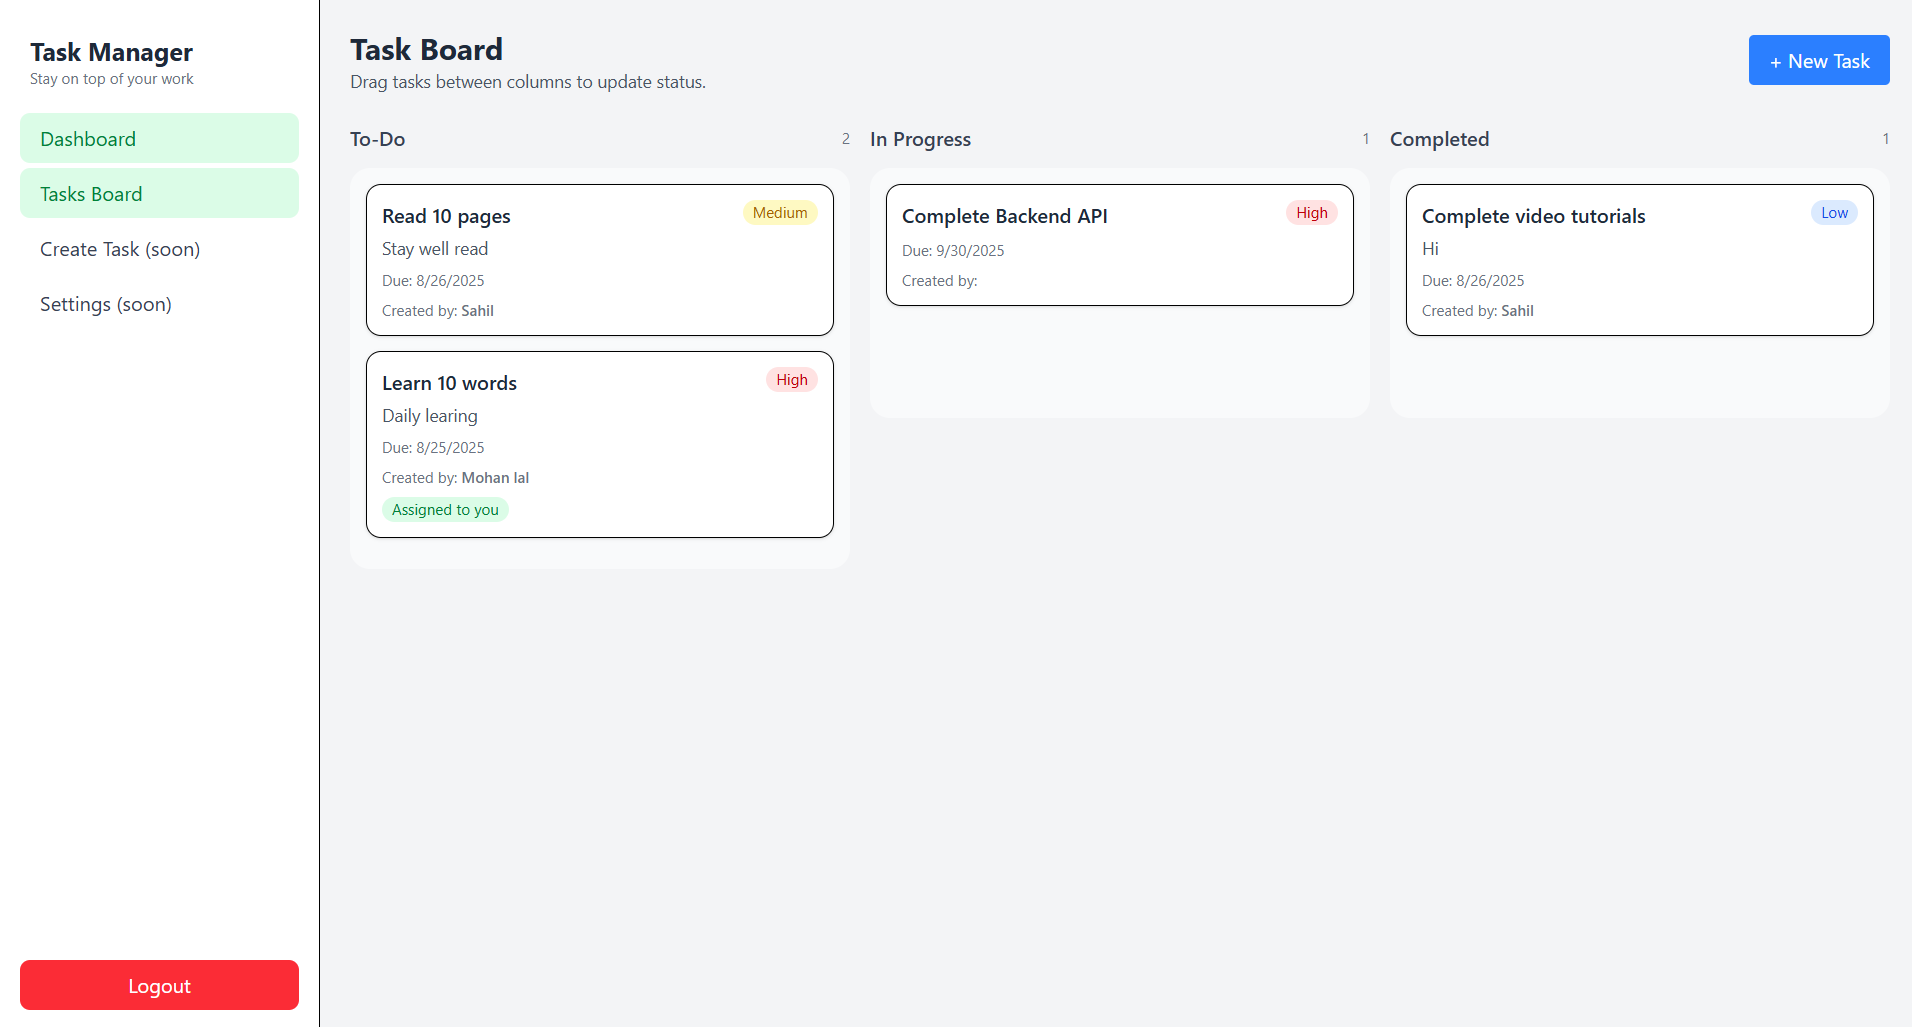 Task Manager
Stay on top of your work
Dashboard
Tasks Board
Create Task (soon)
Settings (soon)
Logout
Task Board
Drag tasks between columns to update status.
+ New Task
To-Do 2
Read 10 pages Medium
Stay well read
Due: 8/26/2025
Created by: Sahil
Learn 10 words High
Daily learing
Due: 8/25/2025
Created by: Mohan lal
Assigned to you
In Progress 1
Complete Backend API High
Due: 9/30/2025
Created by:
Completed 1
Complete video tutorials Low
Hi
Due: 8/26/2025
Created by: Sahil